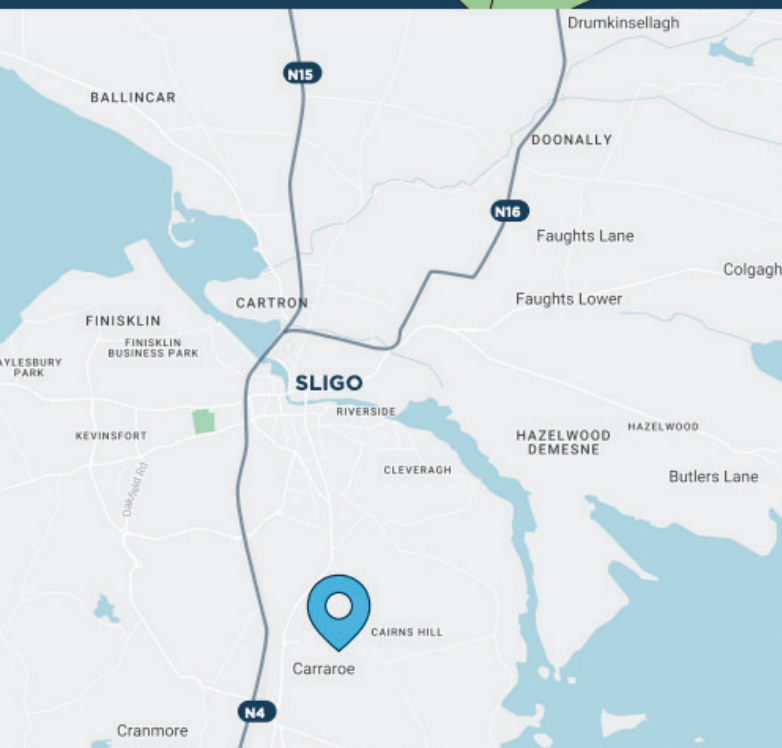 Drumkinsellagh
N15
BALLINCAR
DOONALLY
N16
Faughts Lane
Colgagh
CARTRON
Faughts Lower
FINISKLIN
FINISKLIN
BUSINESS PARK
AYLESBURY
PARK
SLIGO
RIVERSIDE
KEVINSFORT
HAZELWOOD
DEMESNE
HAZELWOOD
CLEVERAGH
Butlers Lane
Oakfield Rd
CAIRNS HILL
Carraroe
N4
Cranmore